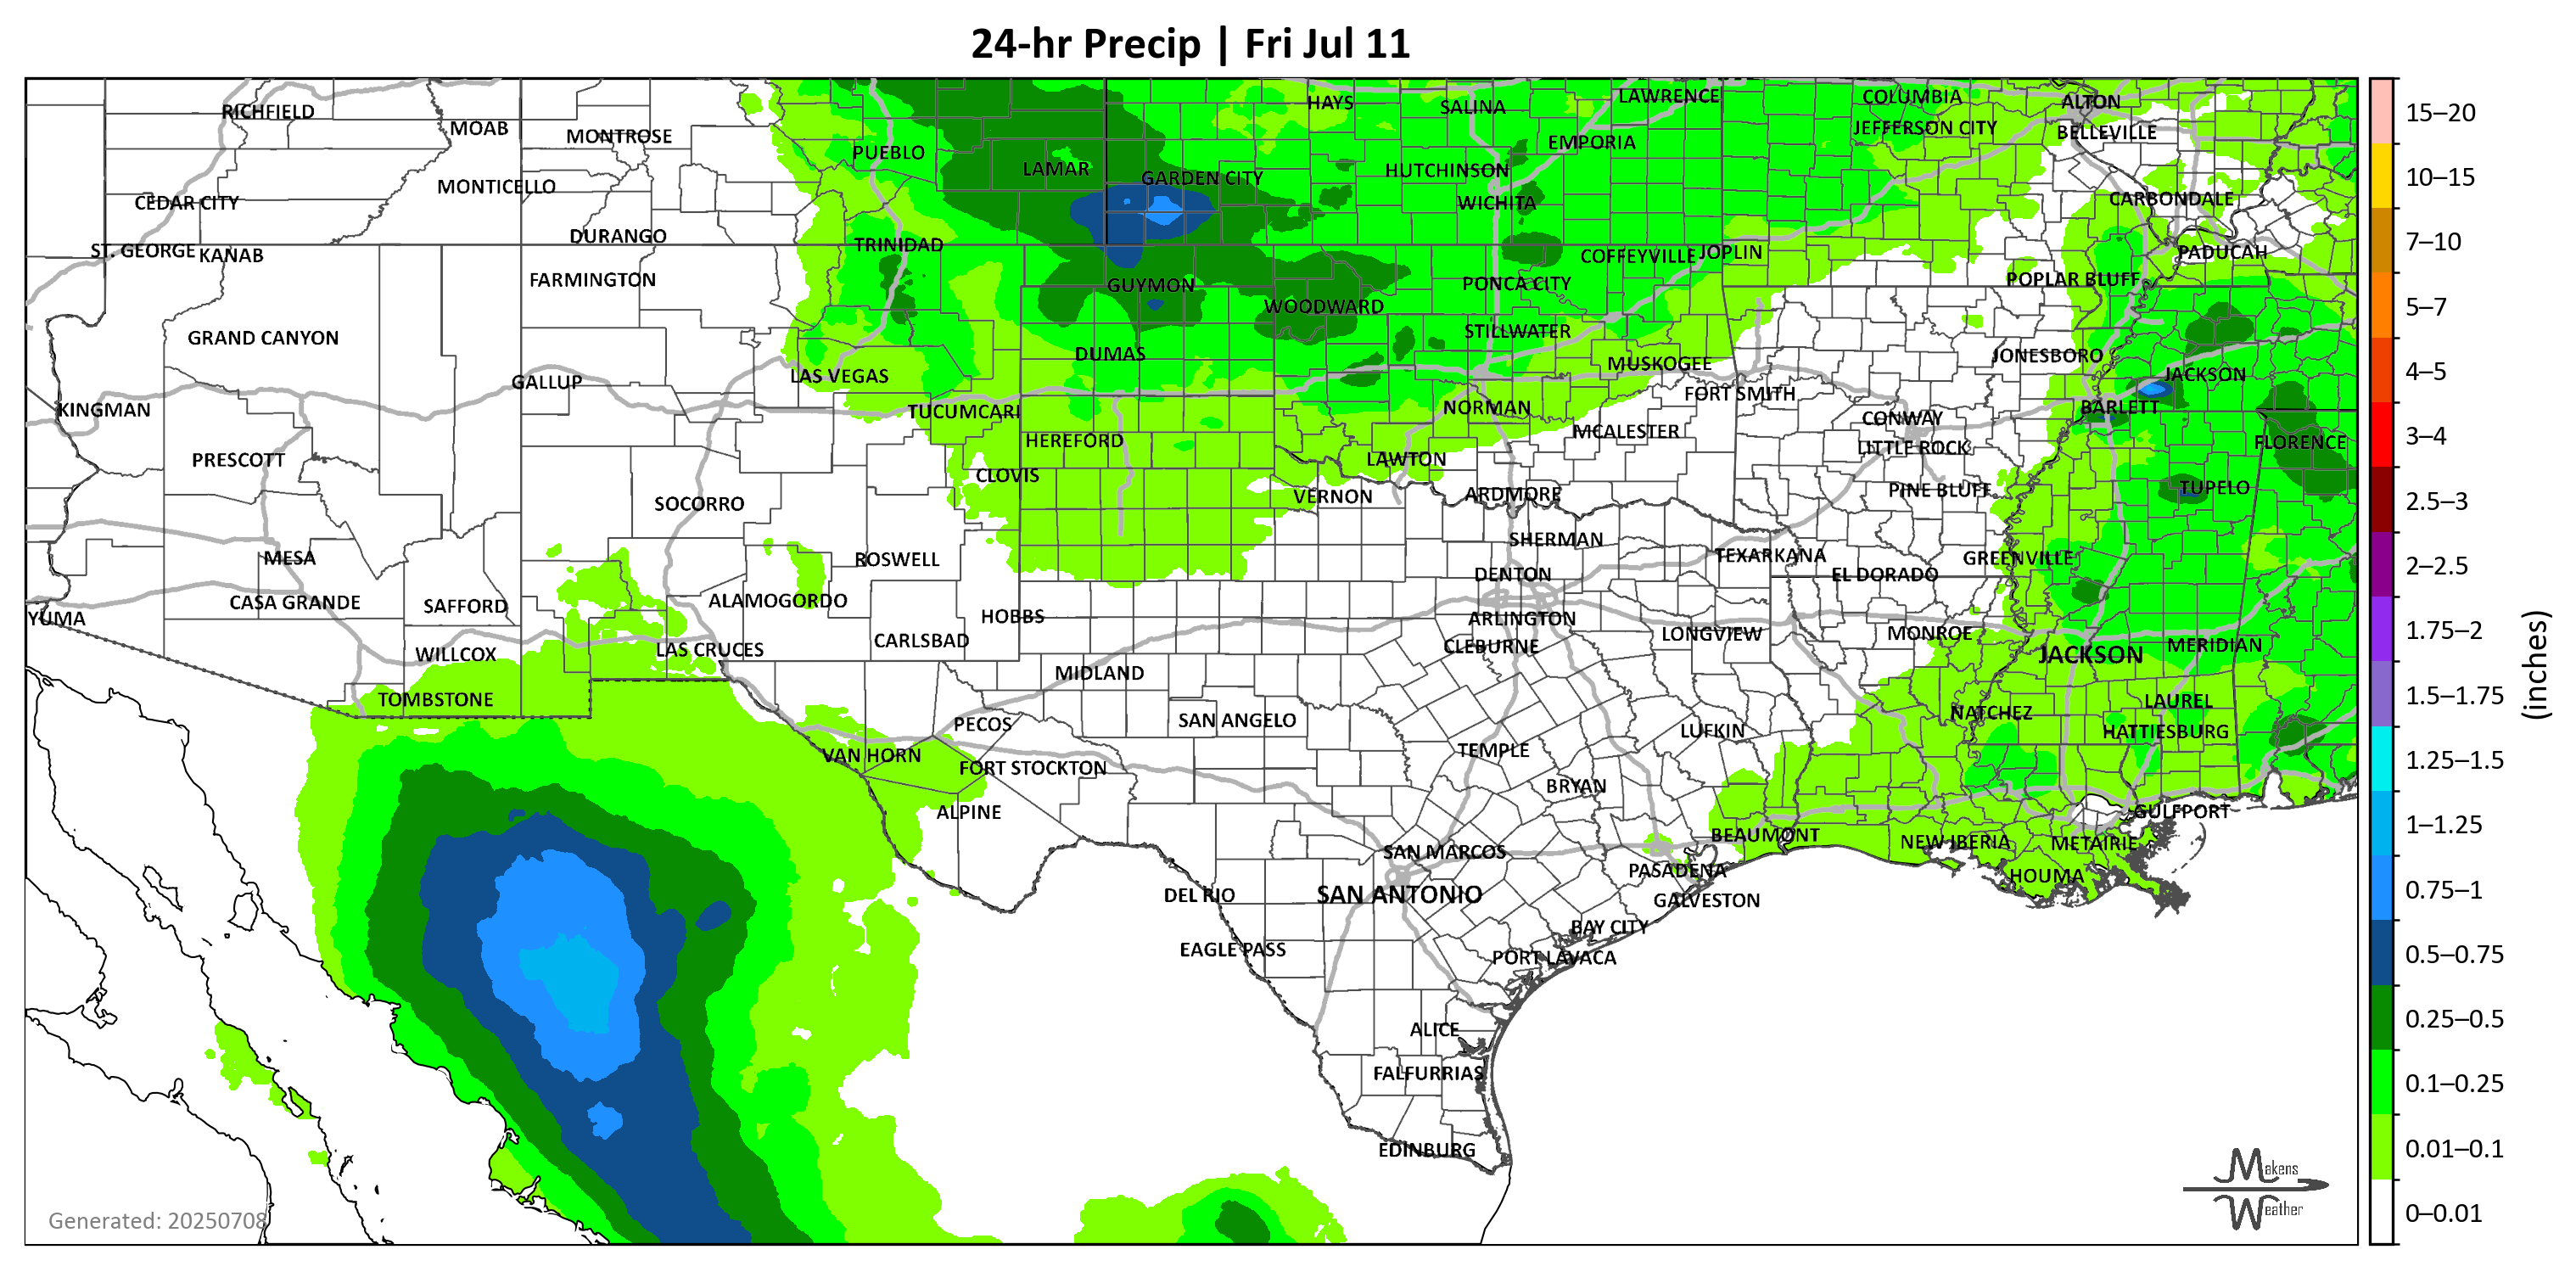 24-hr Precip | Fri Jul 11
RICHFIELD
MOAB
MONTROSE
PUEBLO
LAMAR
GARDEN CITY
HAYS
SALINA
LAWRENCE
EMPORIA
HUTCHINSON
WICHITA
COLUMBIA
JEFFERSON CITY
ALTON
BELLEVILLE
CEDAR CITY
MONTICELLO
CARBONDALE
ST. GEORGE
KANAB
DURANGO
TRINIDAD
COFFEYVILLE
JOPLIN
PADUCAH
FARMINGTON
GUYMON
WOODWARD
PONCA CITY
POPLAR BLUFF
GRAND CANYON
DUMAS
STILLWATER
MUSKOGEE
JONESBORO
GALLUP
LAS VEGAS
FORT SMITH
JACKSON
KINGMAN
TUCUMCARI
NORMAN
CONWAY
BARLETT
PRESCOTT
HEREFORD
MCALESTER
LITTLE ROCK
FLORENCE
CLOVIS
LAWTON
SOCORRO
VERNON
ARDMORE
PINE BLUFF
TUPELO
MESA
ROSWELL
SHERMAN
TEXARKANA
GREENVILLE
DENTON
EL DORADO
YUMA
CASA GRANDE
SAFFORD
ALAMOGORDO
HOBBS
ARLINGTON
WILLCOX
LAS CRUCES
CARLSBAD
CLEBURNE
LONGVIEW
MONROE
JACKSON
MERIDIAN
TOMBSTONE
MIDLAND
PECOS
SAN ANGELO
LUFKIN
NATCHEZ
LAUREL
HATTIESBURG
VAN HORN
FORT STOCKTON
TEMPLE
BRYAN
ALPINE
BEAUMONT
NEW IBERIA
METAIRIE
GULFPORT
SAN MARCOS
PASADENA
HOUMA
DEL RIO
SAN ANTONIO
GALVESTON
EAGLE PASS
BAY CITY
PORT LAVACA
ALICE
FALFURRIAS
EDINBURG
Generated: 20250708
Makens
Weather
15–20
10–15
7–10
5–7
4–5
3–4
2.5–3
2–2.5
1.75–2
1.5–1.75
1.25–1.5
1–1.25
0.75–1
0.5–0.75
0.25–0.5
0.1–0.25
0.01–0.1
0–0.01
(inches)